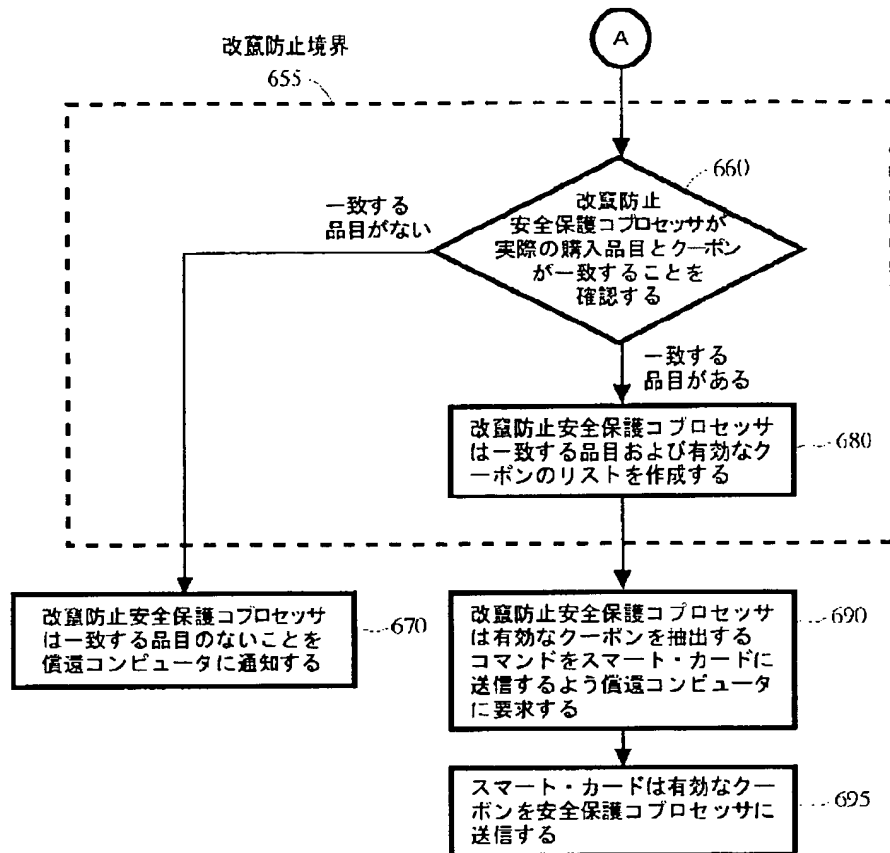 A
改竄防止境界
655
660
改竄防止
安全保護コプロセッサが
実際の購入品目とクーポン
が一致することを
確認する
一致する
品目がない
一致する
品目がある
改竄防止安全保護コプロセッサ
は一致する品目および有効なク
ーポンのリストを作成する
680
改竄防止安全保護コプロセッサ
は一致する品目のないことを
償還コンピュータに通知する
670
改竄防止安全保護コプロセッサ
は有効なクーポンを抽出する
コマンドをスマート・カードに
送信するよう償還コンピュータ
に要求する
690
スマート・カードは有効なクー
ポンを安全保護コプロセッサに
送信する
695